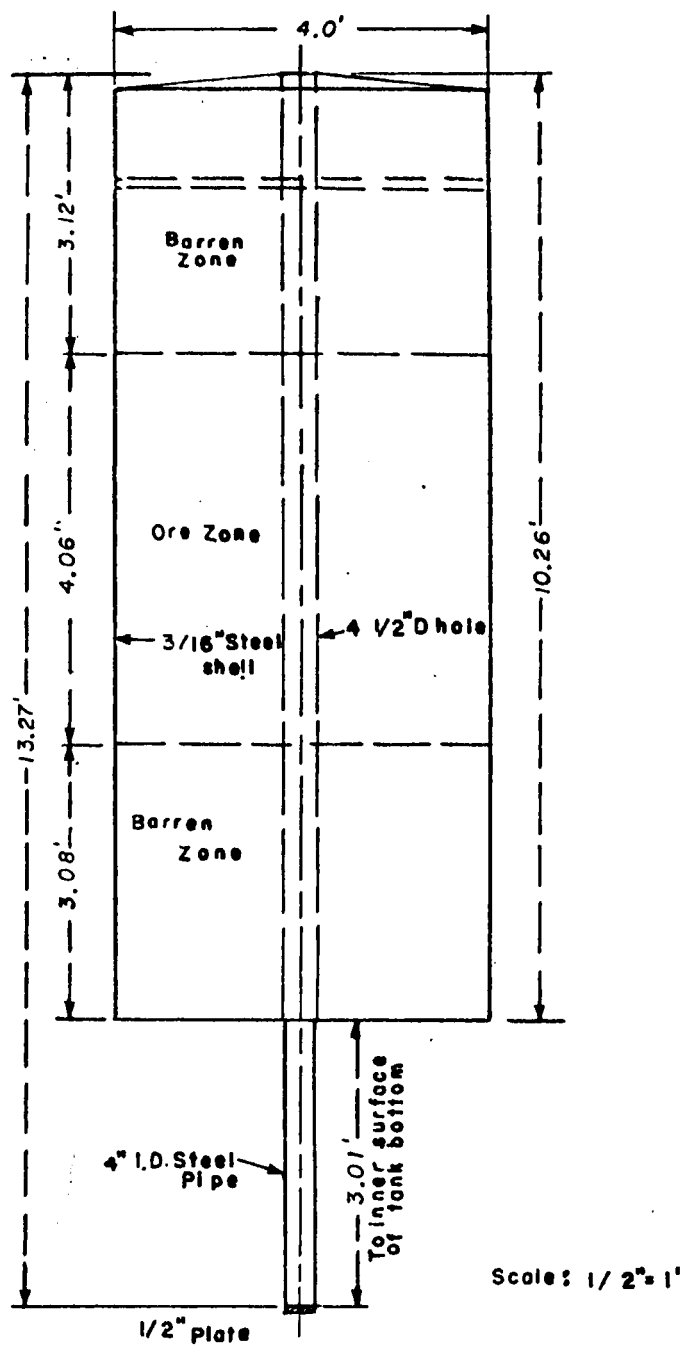 4.0'
3.12'
Barren
Zone
4.06"
Ore Zone
10.26'
3/16" Steel
shell
4 1/2" D hole
13.27'
Barren
Zone
3.08'
4" I.D. Steel
Pipe
3.01'
To inner surface
of tank bottom
Scale: 1/2"= 1'
1/2" Plate